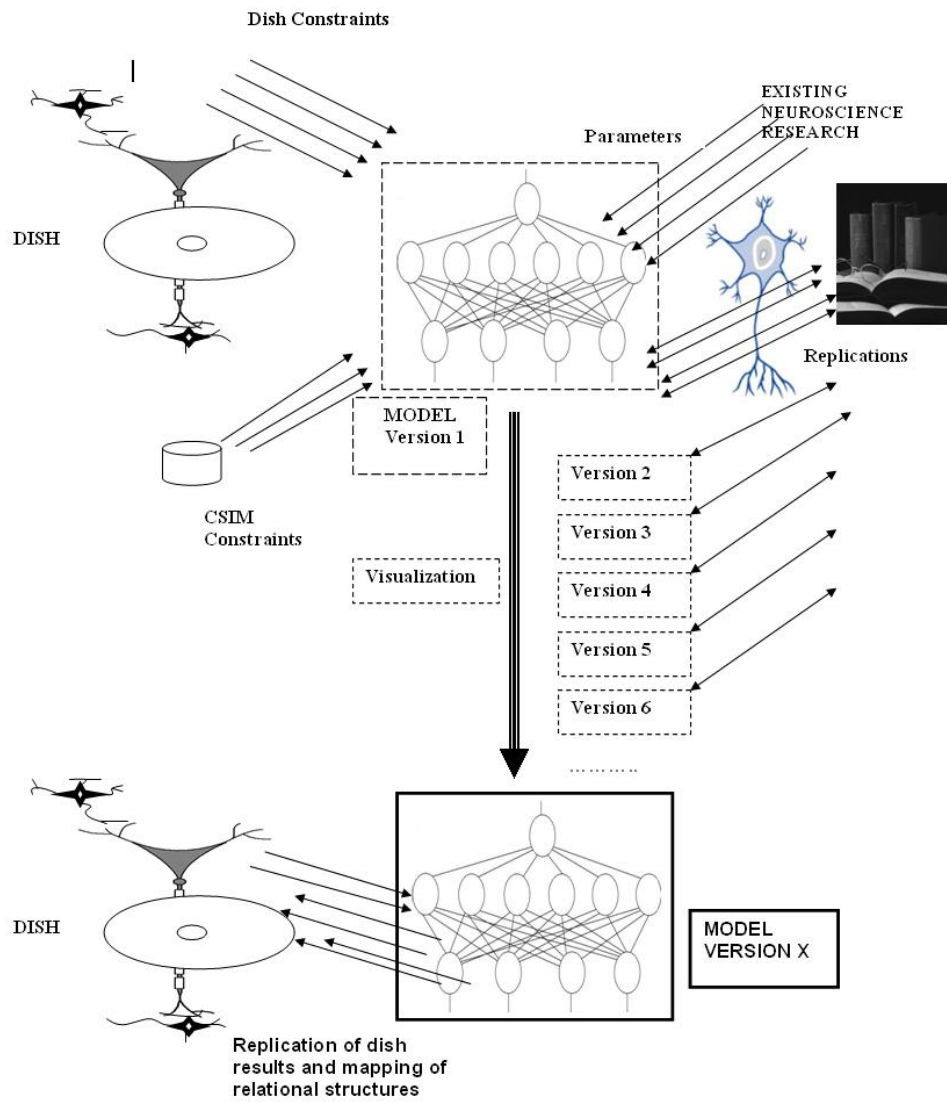 Dish Constraints
|
EXISTING
NEUROSCIENCE
RESEARCH
Parameters
DISH
Replications
MODEL
Version 1
Version 2
CSIM
Constraints
Version 3
Visualization
Version 4
Version 5
Version 6
...........
DISH
MODEL
VERSION X
Replication of dish
results and mapping of
relational structures